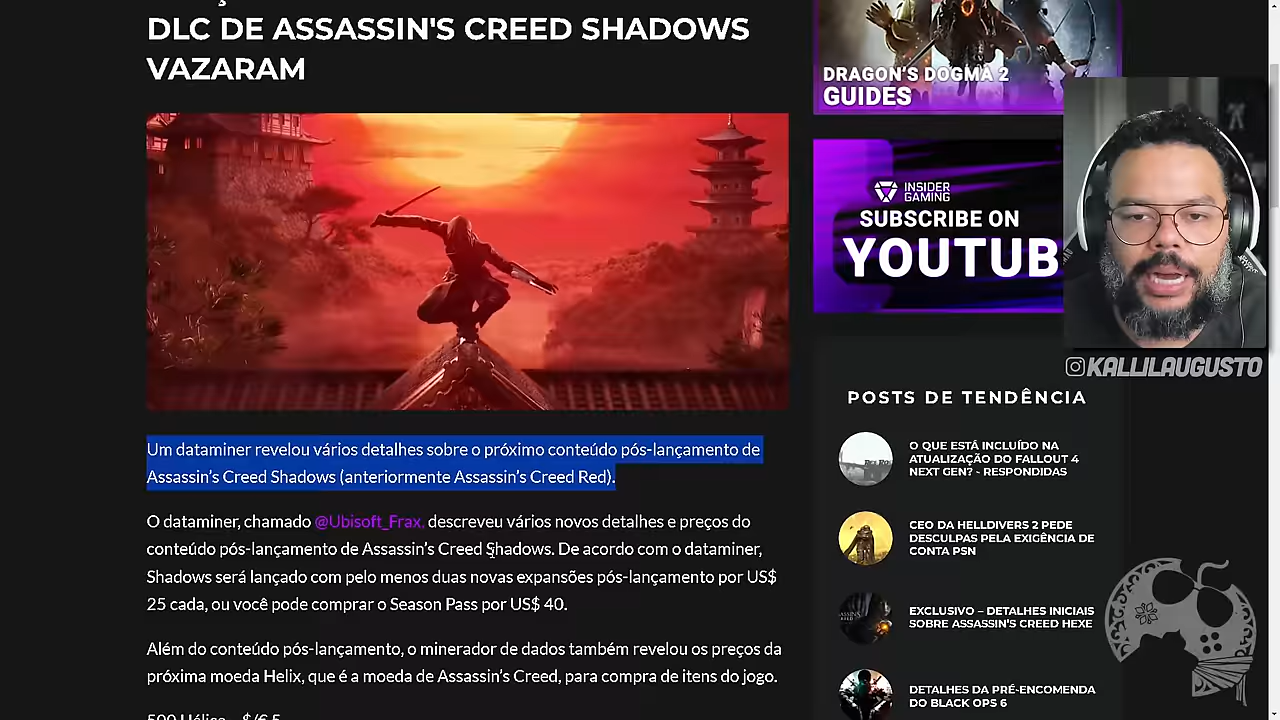 DLC DE ASSASSIN'S CREED SHADOWS
VAZARAM
Um dataminer revelou vários detalhes sobre o próximo conteúdo pós-lançamento de
Assassin's Creed Shadows (anteriormente Assassin's Creed Red).
O dataminer, chamado @Ubisoft_Frax, descreveu vários novos detalhes e preços do
conteúdo pós-lançamento de Assassin's Creed Shadows. De acordo com o dataminer,
Shadows será lançado com pelo menos duas novas expansões pós-lançamento por US$
25 cada, ou você pode comprar o Season Pass por US$ 40.
Além do conteúdo pós-lançamento, o minerador de dados também revelou os preços da
próxima moeda Helix, que é a moeda de Assassin's Creed, para compra de itens do jogo.
DRAGON'S DOGMA 2
GUIDES
INSIDER
GAMING
SUBSCRIBE ON
YOUTUB
KALLILAUGUSTO
POSTS DE TENDÊNCIA
O QUE ESTÁ INCLUÍDO NA
ATUALIZAÇÃO DO FALLOUT 4
NEXT GEN? - RESPONDIDAS
CEO DA HELLDIVERS 2 PEDE
DESCULPAS PELA EXIGÊNCIA DE
CONTA PSN
EXCLUSIVO – DETALHES INICIAIS
SOBRE ASSASSIN'S CREED HEXE
DETALHES DA PRÉ-ENCOMENDA
DO BLACK OPS 6